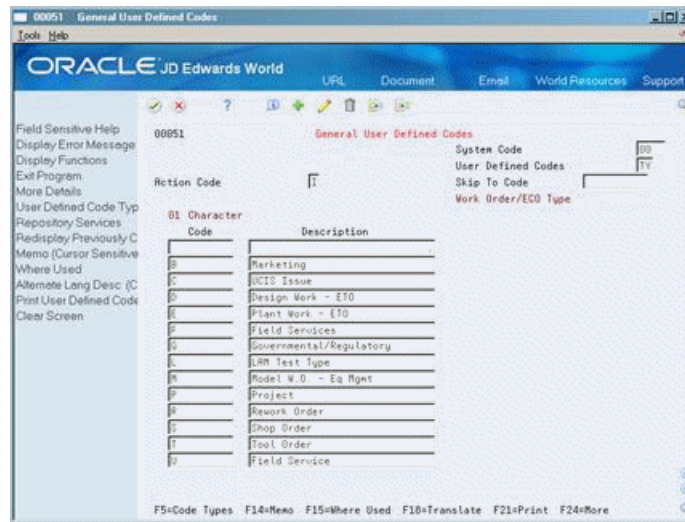 00051 General User Defined Codes
Tools Help
ORACLE JD Edwards World
URL Document Email World Resources Support
Field Sensitive Help
Display Error Message
Display Functions
Exit Program
More Details
User Defined Code Typ
Repository Services
Redisplay Previously C
Memo (Cursor Sensitive
Where Used
Alternate Lang Desc (C
Print User Defined Code
Clear Screen
00051 General User Defined Codes
System Code 00
User Defined Codes TY
Action Code I Skip To Code
Work Order/ECO Type
01 Character
Code Description
.
B Marketing
C UCIS Issue
D Design Work - ETO
E Plant Work - ETO
F Field Services
G Governmental/Regulatory
L LAM Test Type
M Model W.O. - Eq Mgmt
P Project
R Rework Order
S Shop Order
T Tool Order
U Field Service
F5=Code Types F14=Memo F15=Where Used F18=Translate F21=Print F24=More